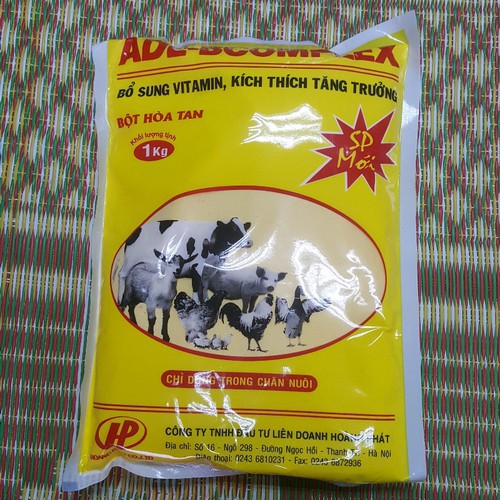 ADE-BCOMPLEX
BỔ SUNG VITAMIN, KÍCH THÍCH TĂNG TRƯỞNG
BỘT HÒA TAN
Khối lượng tịnh
1Kg
SP
Mới
CHỈ DÙNG TRONG CHĂN NUÔI
HP
CÔNG TY TNHH ĐẦU TƯ LIÊN DOANH HOÀNG PHÁT
Địa chỉ: Số 16 - Ngõ 298 - Đường Ngọc Hồi - Thanh Trì - Hà Nội
Điện thoại: 0243 6810231 - Fax: 0243 6872936